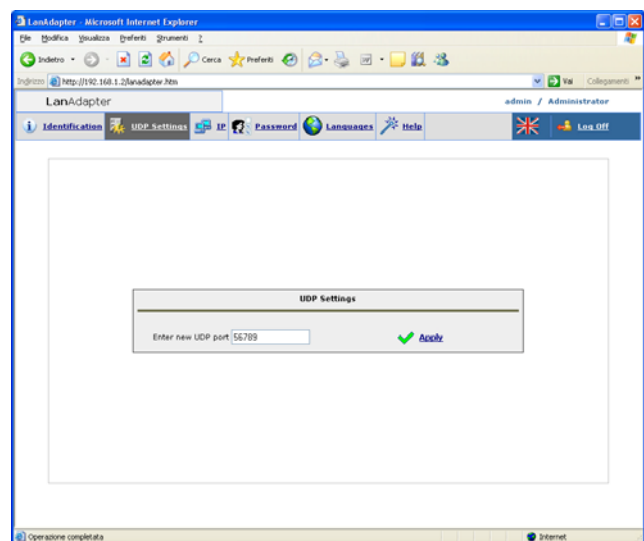 LanAdapter - Microsoft Internet Explorer
File Modifica Visualizza Preferiti Strumenti ?
Indietro Cerca Preferiti
Indirizzo http://192.168.1.2/lanadapter.htm Vai Collegamenti »
LanAdapter admin / Administrator
Identification UDP Settings IP Password Languages Help Log Off
UDP Settings
Enter new UDP port 56789 Apply
Operazione completata Internet